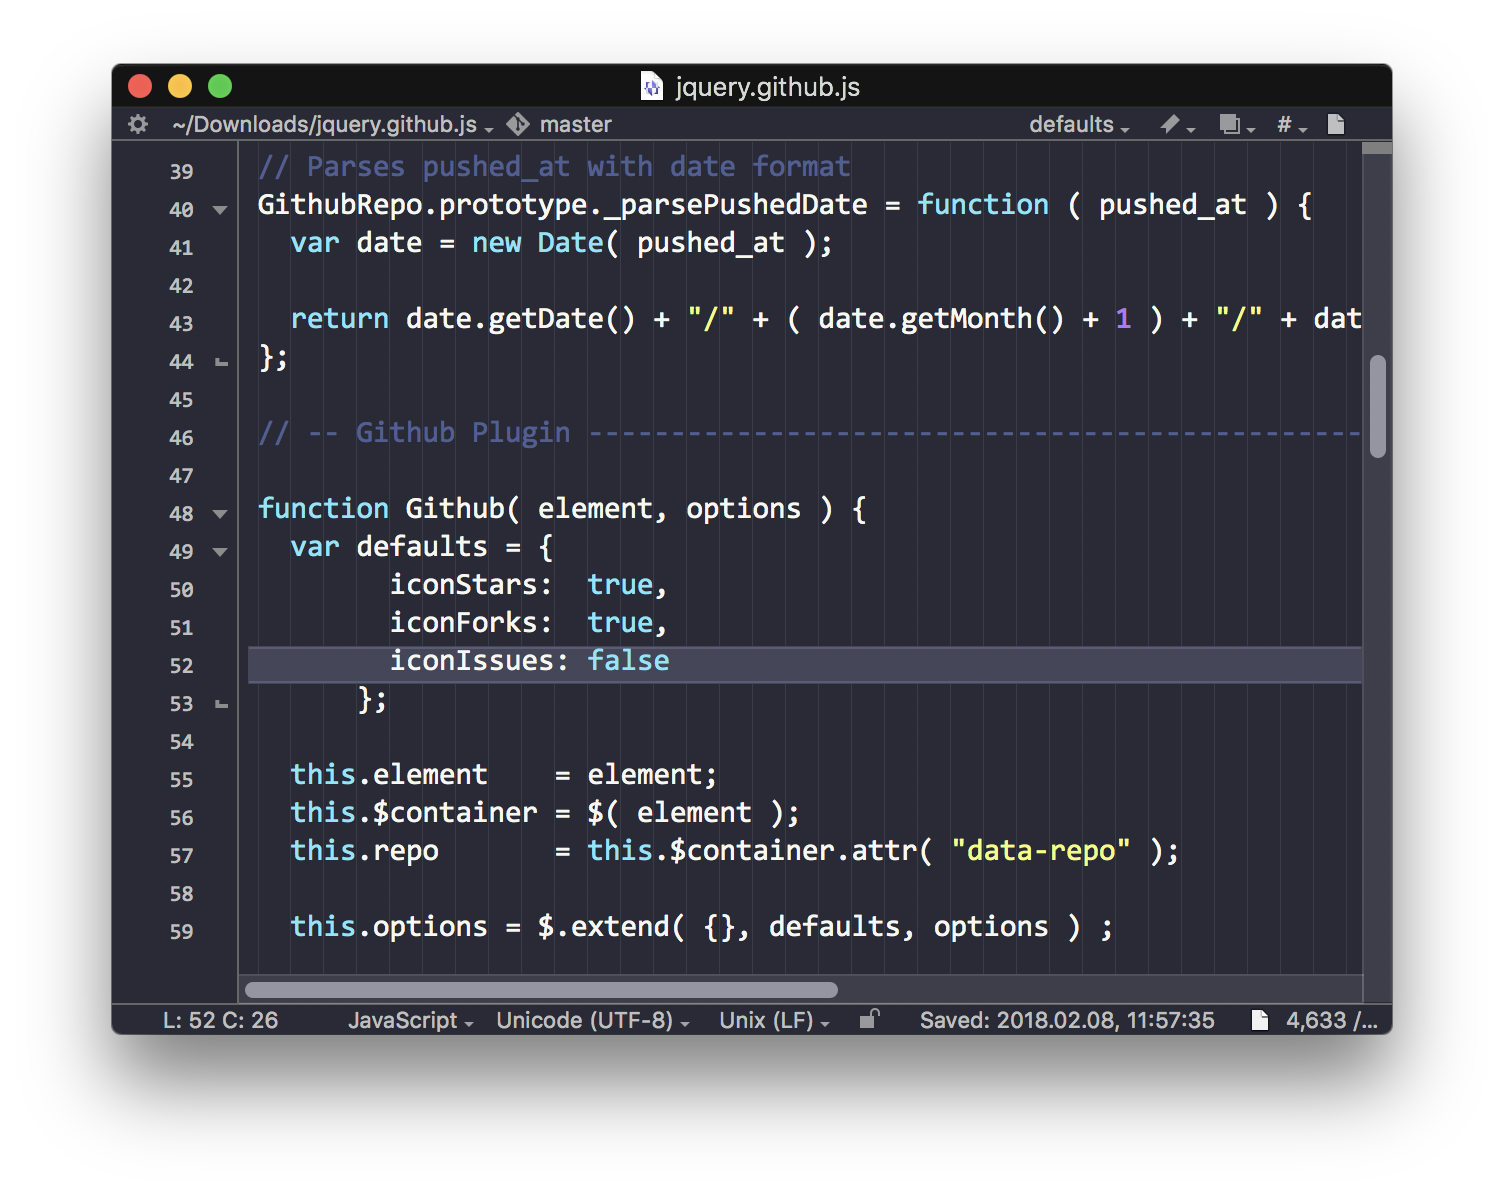 jquery.github.js
~/Downloads/jquery.github.js master defaults #
39 // Parses pushed_at with date format
40 GithubRepo.prototype._parsePushedDate = function ( pushed_at ) {
41   var date = new Date( pushed_at );
42
43   return date.getDate() + "/" + ( date.getMonth() + 1 ) + "/" + dat
44 };
45
46 // -- Github Plugin -----------------------------------------------
47
48 function Github( element, options ) {
49   var defaults = {
50         iconStars:  true,
51         iconForks:  true,
52         iconIssues: false
53       };
54
55   this.element    = element;
56   this.$container = $( element );
57   this.repo       = this.$container.attr( "data-repo" );
58
59   this.options = $.extend( {}, defaults, options ) ;
L: 52 C: 26 JavaScript Unicode (UTF-8) Unix (LF) Saved: 2018.02.08, 11:57:35 4,633 /...